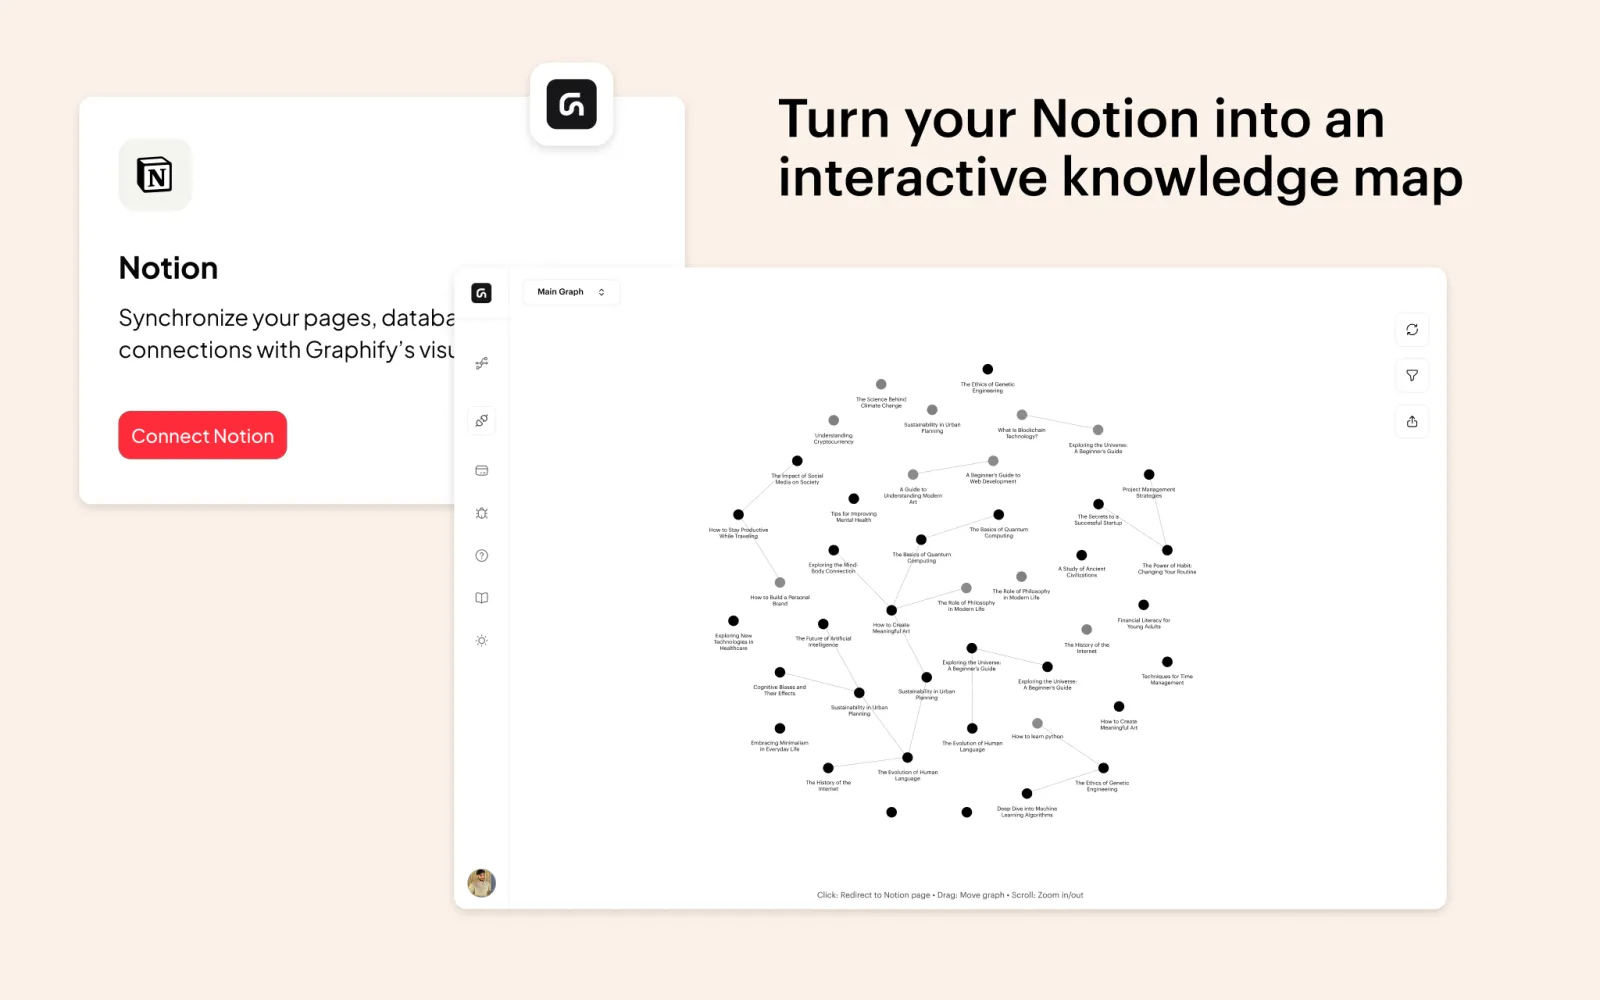 Turn your Notion into an
interactive knowledge map
N
Notion
Synchronize your pages, databa
connections with Graphify's visu
Connect Notion
Main Graph
The Ethics of Genetic
Engineering
The Science Behind
Climate Change
Sustainability in Urban
Planning
What is Blockchain
Technology?
Understanding
Cryptocurrency
Exploring the Universe:
A Beginner's Guide
The Impact of Social
Media on Society
A Guide to
Understanding Modern
Art
A Beginner's Guide to
Web Development
Project Management
Strategies
Tips for Improving
Mental Health
The Secrets to a
Successful Startup
How to Stay Productive
While Traveling
The Basics of Quantum
Computing
The Basics of Quantum
Computing
Exploring the Mind-
Body Connection
A Study of Ancient
Civilizations
The Power of Habit:
Changing Your Routine
How to Build a Personal
Brand
The Role of Philosophy
in Modern Life
The Role of Philosophy
in Modern Life
How to Create
Meaningful Art
Financial Literacy for
Young Adults
Exploring New
Technologies in
Healthcare
The Future of Artificial
Intelligence
The History of the
Internet
Exploring the Universe:
A Beginner's Guide
Exploring the Universe:
A Beginner's Guide
Techniques for Time
Management
Cognitive Biases and
Their Effects
Sustainability in Urban
Planning
Sustainability in Urban
Planning
How to Create
Meaningful Art
Embracing Minimalism
in Everyday Life
The Evolution of Human
Language
How to learn python
The History of the
Internet
The Evolution of Human
Language
The Ethics of Genetic
Engineering
Deep Dive into Machine
Learning Algorithms
Click: Redirect to Notion page • Drag: Move graph • Scroll: Zoom in/out